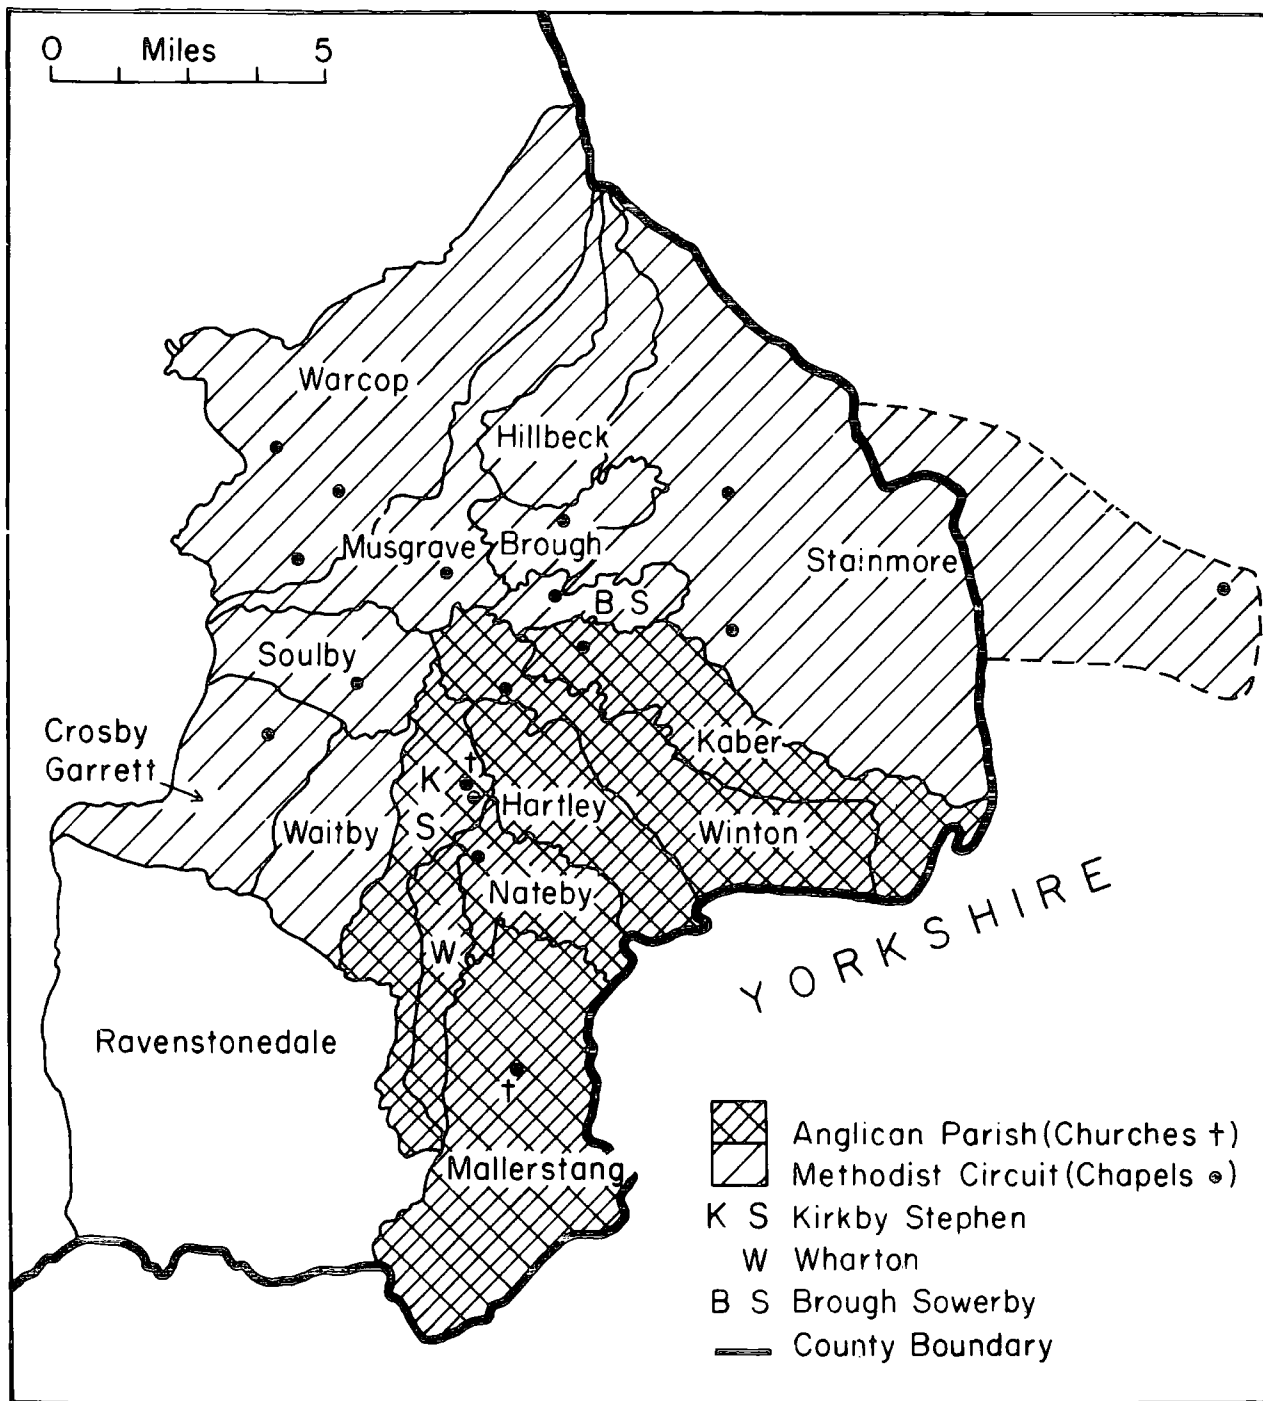 0 Miles 5
Warcop
Hillbeck
Musgrave
Brough
Stainmore
B S
Soulby
Crosby
Garrett
Kaber
K
S
Hartley
Waitby
Winton
Nateby
W
YORKSHIRE
Ravenstonedale
Mallerstang
Anglican Parish (Churches †)
Methodist Circuit (Chapels ●)
K S Kirkby Stephen
W Wharton
B S Brough Sowerby
County Boundary